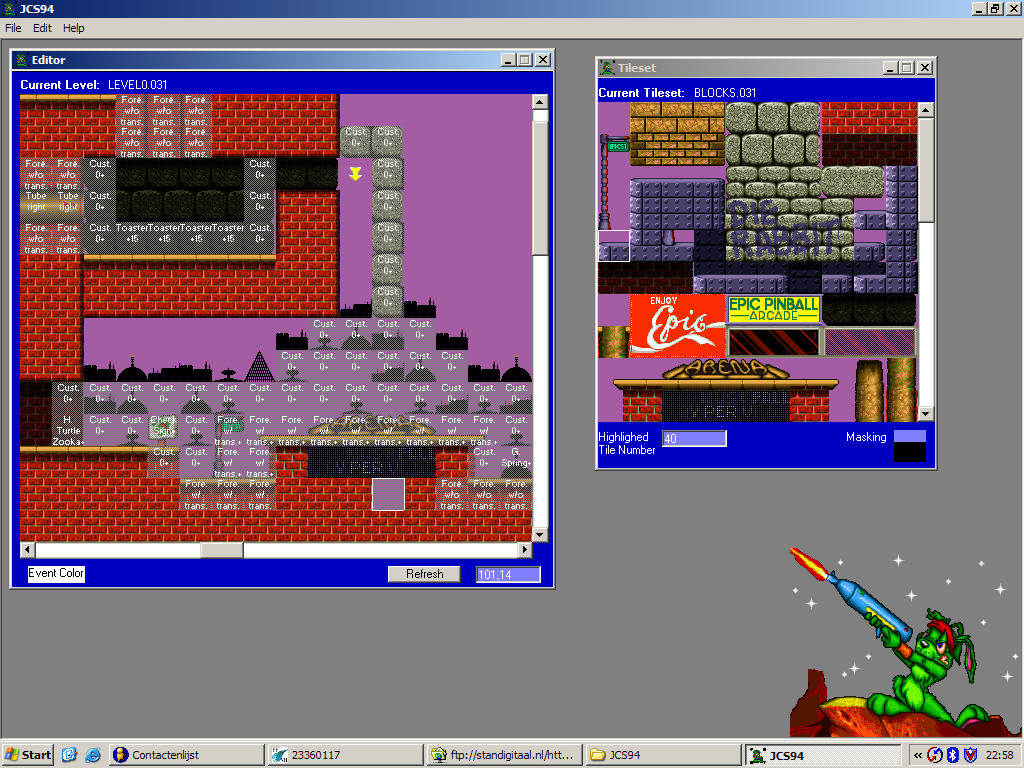 JCS94
File Edit Help
Editor
Current Level: LEVEL0.031
Fore. Fore. Fore.
w/o w/o w/o
trans. trans. trans.
Fore. Fore. Fore.
w/o w/o w/o
trans. trans. trans.
Cust. Cust.
0+ 0+
Fore. Fore. Cust. Cust. Cust.
w/o w/o 0+ 0+ 0+
trans. trans.
Tube Tube Cust. Cust. Cust.
right right 0+ 0+ 0+
Fore. Fore. Cust. Toaster Toaster Toaster Toaster Cust. Cust.
w/o w/o 0+ +15 +15 +15 +15 0+ 0+
trans. trans.
Cust.
0+
Cust.
0+
Cust. Cust. Cust. Cust.
0+ 0+ 0+ 0+
Cust. Cust. Cust. Cust. Cust. Cust.
0+ 0+ 0+ 0+ 0+ 0+
Cust. Cust. Cust. Cust. Cust. Cust. Cust. Cust. Cust. Cust. Cust. Cust. Cust. Cust. Cust.
0+ 0+ 0+ 0+ 0+ 0+ 0+ 0+ 0+ 0+ 0+ 0+ 0+ 0+ 0+
H. Cust. Cust. Check Cust. Fore. Fore. Fore. Fore. Fore. Fore. Fore. Fore. Cust. Cust.
Turtle 0+ 0+ Sign+ 0+ w/ w/ w/ w/ w/ w/ w/ w/ 0+ 0+
Zooka+ trans.+ trans.+ trans.+ trans.+ trans.+ trans.+ trans.+ trans.+
Cust. Cust. Fore. Fore. Cust. G.
0+ 0+ w/ w/ 0+ Spring+
trans.+ trans.+
Fore. Fore. Fore. Fore. Fore. Fore.
w/ w/ w/ w/o w/o w/o
trans. trans. trans. trans. trans. trans.
Event Color
Refresh
101,14
Tileset
Current Tileset: BLOCKS.031
DIE
RABBIT
ENJOY
Epic
EPIC PINBALL
ARCADE
ARENA
Highlighed
Tile Number
40
Masking
Start
Contactenlijst
23360117
ftp://standigitaal.nl/htt...
JCS94
JCS94
22:58